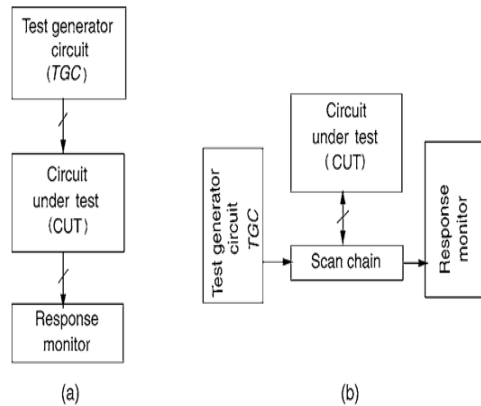 Test generator
circuit
(TGC)
Circuit
under test
(CUT)
Response
monitor
(a)
Test generator
circuit
TGC
Circuit
under test
(CUT)
Scan chain
Response
monitor
(b)